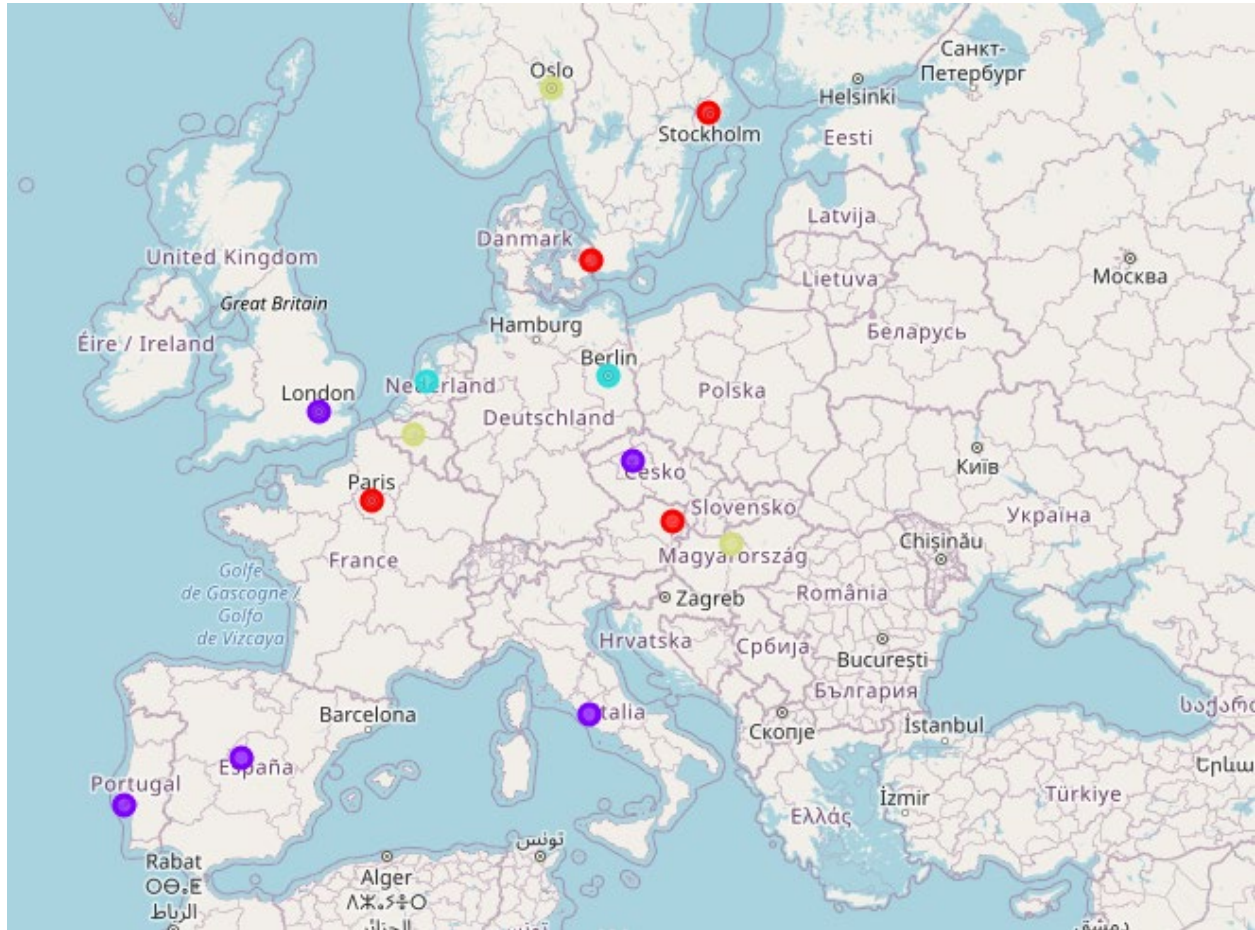 Санкт-
Петербург
Oslo
Helsinki
Stockholm
Eesti
Latvija
Danmark
United Kingdom
Москва
Lietuva
Great Britain
Hamburg
Беларусь
Éire / Ireland
Berlin
Nederland
Polska
London
Deutschland
Київ
Česko
Paris
Slovensko
Україна
Chișinău
France
Magyarország
Golfe
de Gascogne /
Golfo
de Vizcaya
România
Zagreb
Hrvatska
Србија
București
България
Italia
Barcelona
Скопје
İstanbul
España
Portugal
İzmir
Türkiye
Ελλάς
تونس
Rabat
ⵔⴱⴰⵟ
الرباط
Alger